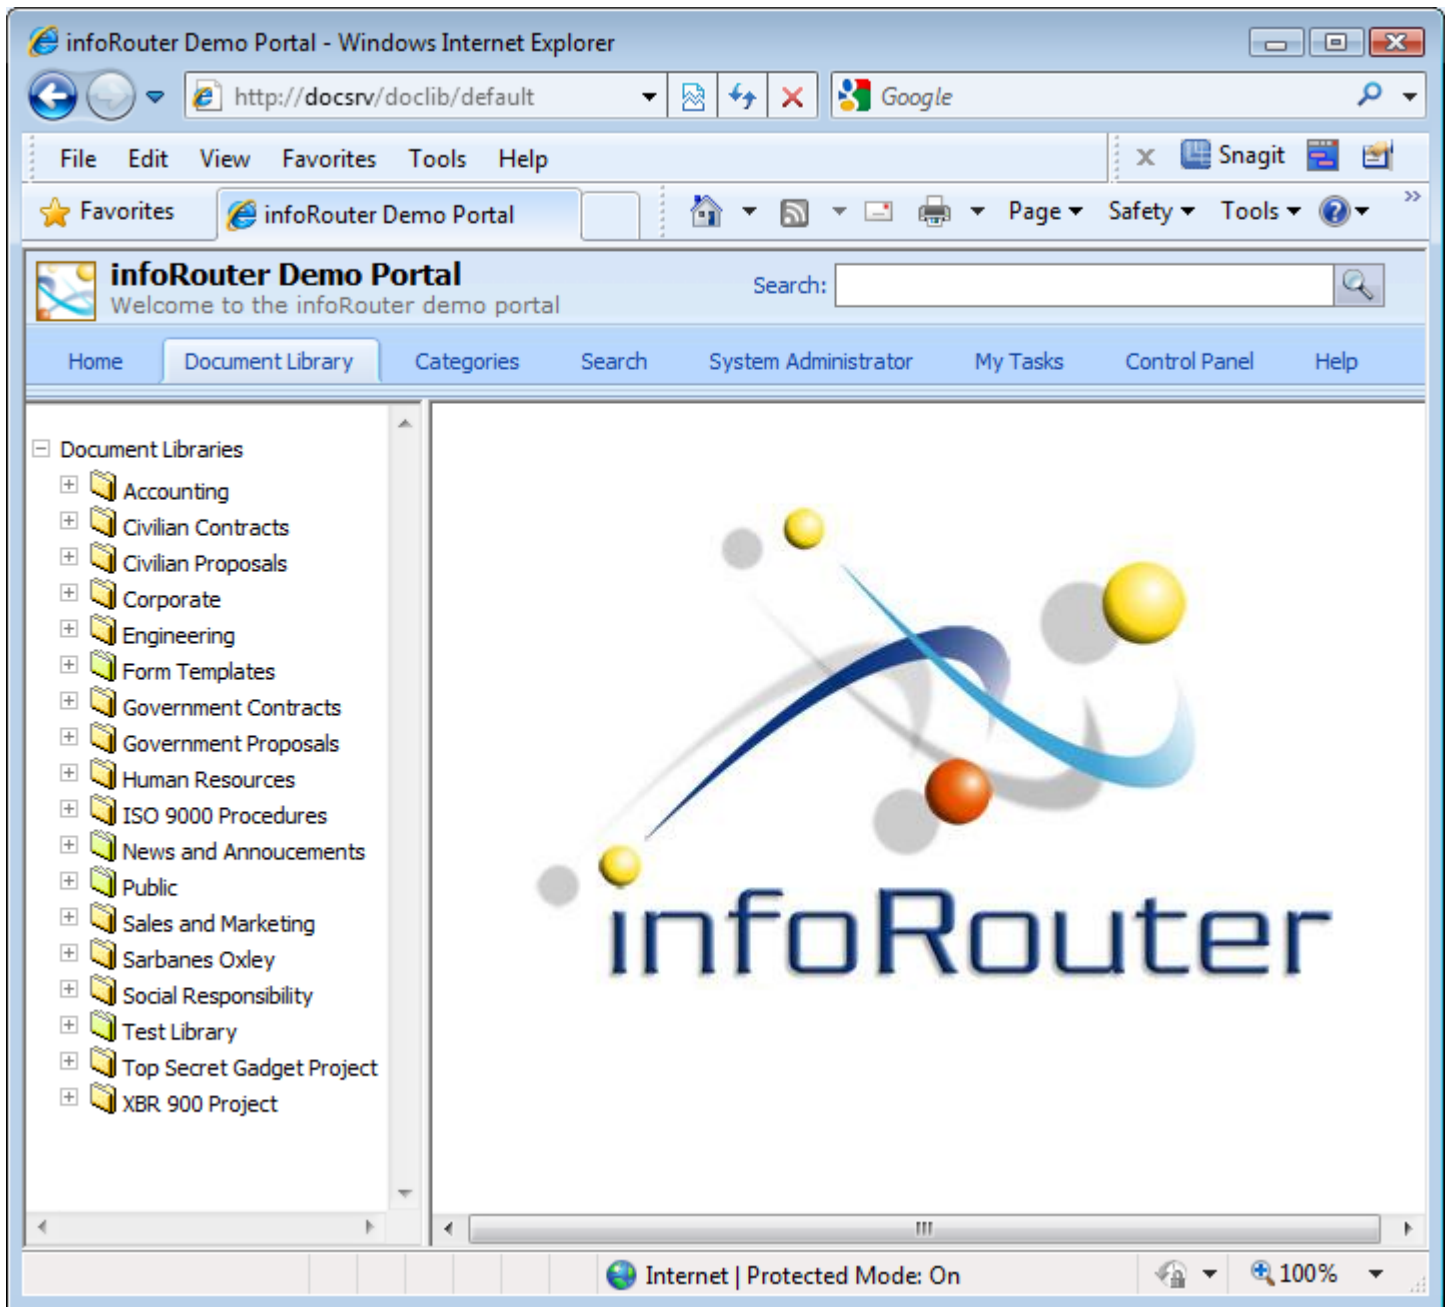 infoRouter Demo Portal - Windows Internet Explorer
http://docsrv/doclib/default Google
File Edit View Favorites Tools Help x Snagit
Favorites infoRouter Demo Portal Page Safety Tools »
infoRouter Demo Portal
Welcome to the infoRouter demo portal
Search:
Home Document Library Categories Search System Administrator My Tasks Control Panel Help
Document Libraries
Accounting
Civilian Contracts
Civilian Proposals
Corporate
Engineering
Form Templates
Government Contracts
Government Proposals
Human Resources
ISO 9000 Procedures
News and Annoucements
Public
Sales and Marketing
Sarbanes Oxley
Social Responsibility
Test Library
Top Secret Gadget Project
XBR 900 Project
infoRouter
Internet | Protected Mode: On 100%